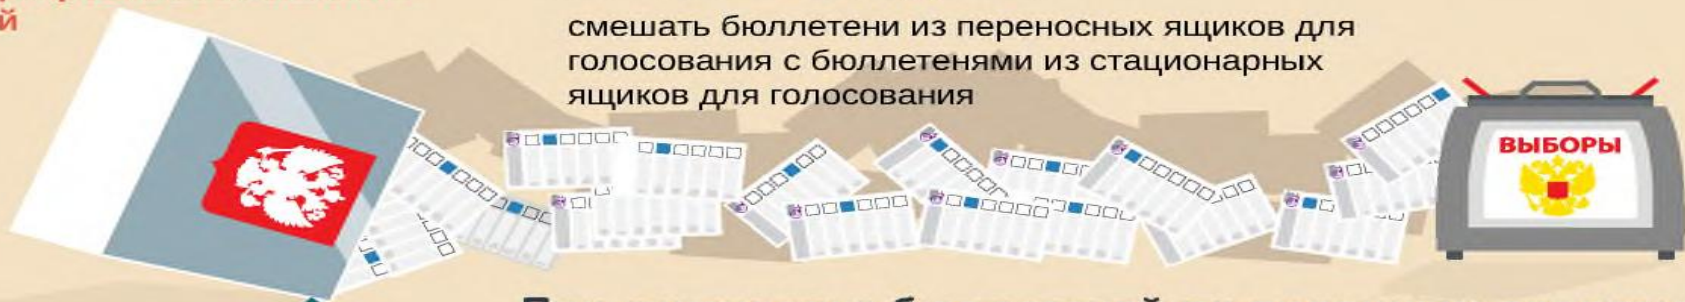 й
смешать бюллетени из переносных ящиков для
голосования с бюллетенями из стационарных
ящиков для голосования
ВЫБОРЫ